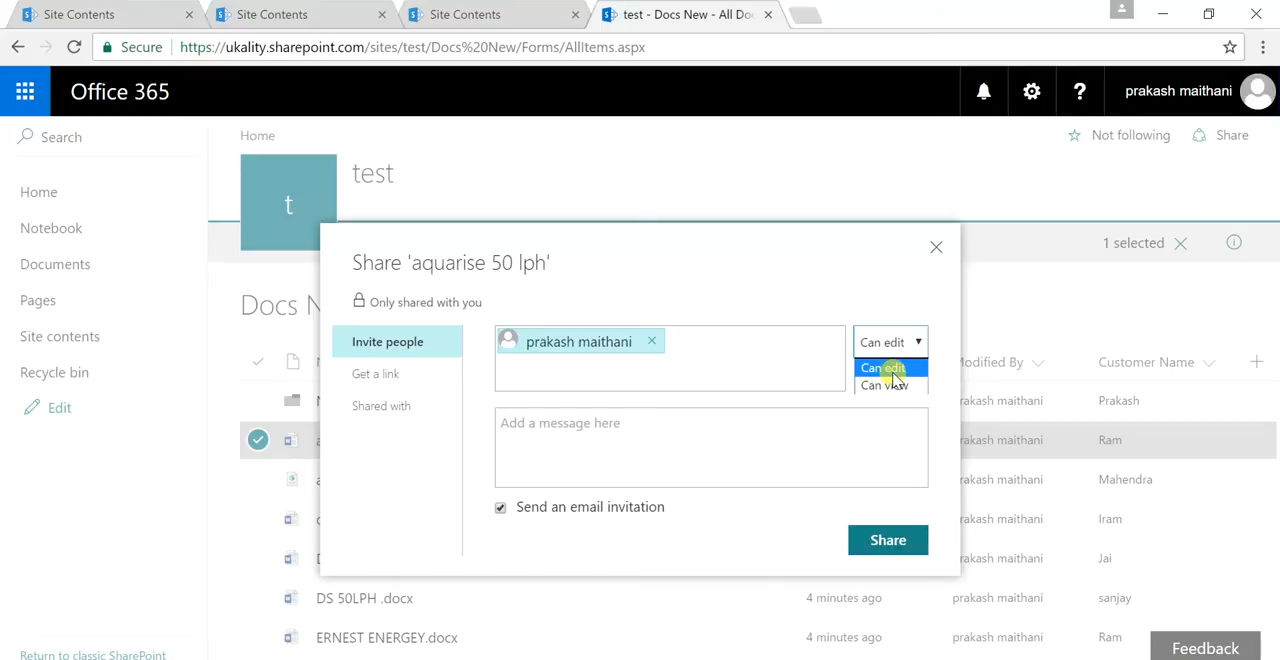 Site Contents
Site Contents
Site Contents
test - Docs New - All Do
Secure
https://ukality.sharepoint.com/sites/test/Docs%20New/Forms/AllItems.aspx
Office 365
prakash maithani
Search
Home
Not following
Share
t
test
Home
Notebook
Documents
Pages
Site contents
Recycle bin
Edit
Return to classic SharePoint
1 selected
Docs N
Share 'aquarise 50 lph'
Only shared with you
Invite people
Get a link
Shared with
prakash maithani
Can edit
Can edit
Can view
Add a message here
Send an email invitation
Share
Modified By
Customer Name
prakash maithani
Prakash
prakash maithani
Ram
prakash maithani
Mahendra
prakash maithani
Iram
prakash maithani
Jai
DS 50LPH .docx
4 minutes ago
prakash maithani
sanjay
ERNEST ENERGEY.docx
4 minutes ago
prakash maithani
Ram
Feedback